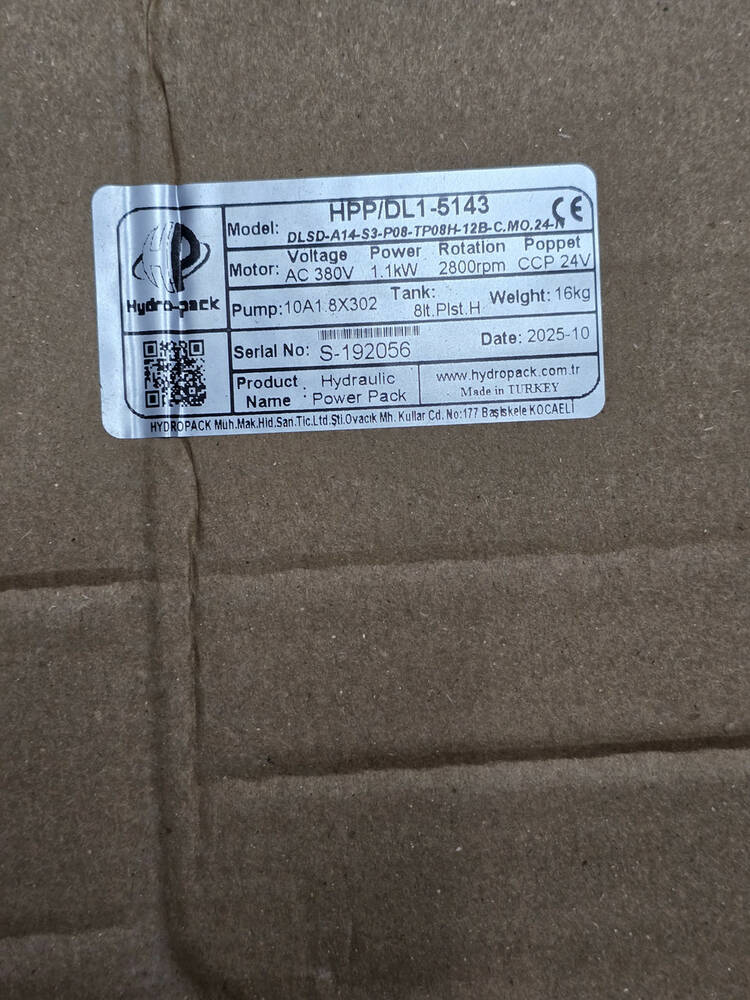 HPP/DL1-5143
Model: DLSD-A14-S3-P08-TP08H-12B-C.MO.24-N
CE
Hydro-pack
Voltage Power Rotation Poppet
Motor: AC 380V 1.1kW 2800rpm CCP 24V
Pump:10A1.8X302 Tank: 8lt.Plst.H Weight: 16kg
Serial No: S-192056 Date: 2025-10
Product Name : Hydraulic Power Pack
www.hydropack.com.tr
Made in TURKEY
HYDROPACK Muh.Mak.Hid.San.Tic.Ltd.Şti.Ovacık Mh. Kullar Cd. No:177 Başiskele KOCAELİ